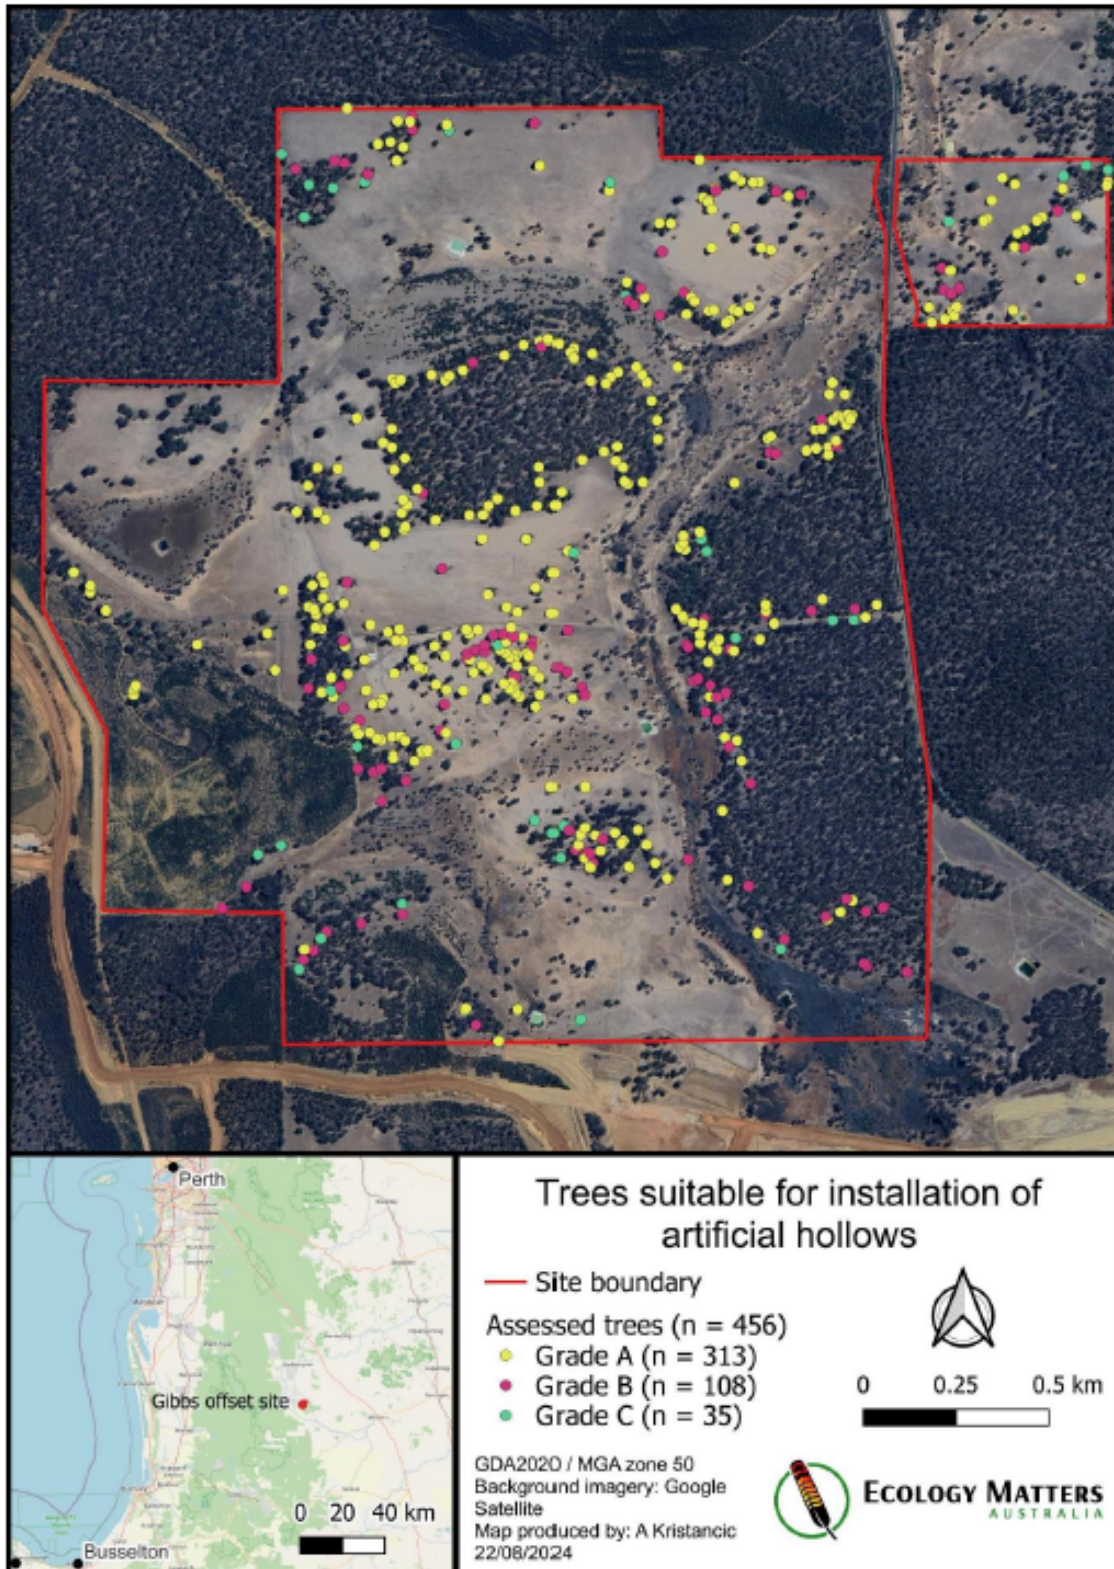 Perth
Gibbs offset site
0 20 40 km
Busselton
Trees suitable for installation of
artificial hollows
Site boundary
Assessed trees (n = 456)
Grade A (n = 313)
Grade B (n = 108)
Grade C (n = 35)
0 0.25 0.5 km
GDA2020 / MGA zone 50
Background imagery: Google
Satellite
Map produced by: A Kristancic
22/08/2024
ECOLOGY MATTERS
AUSTRALIA